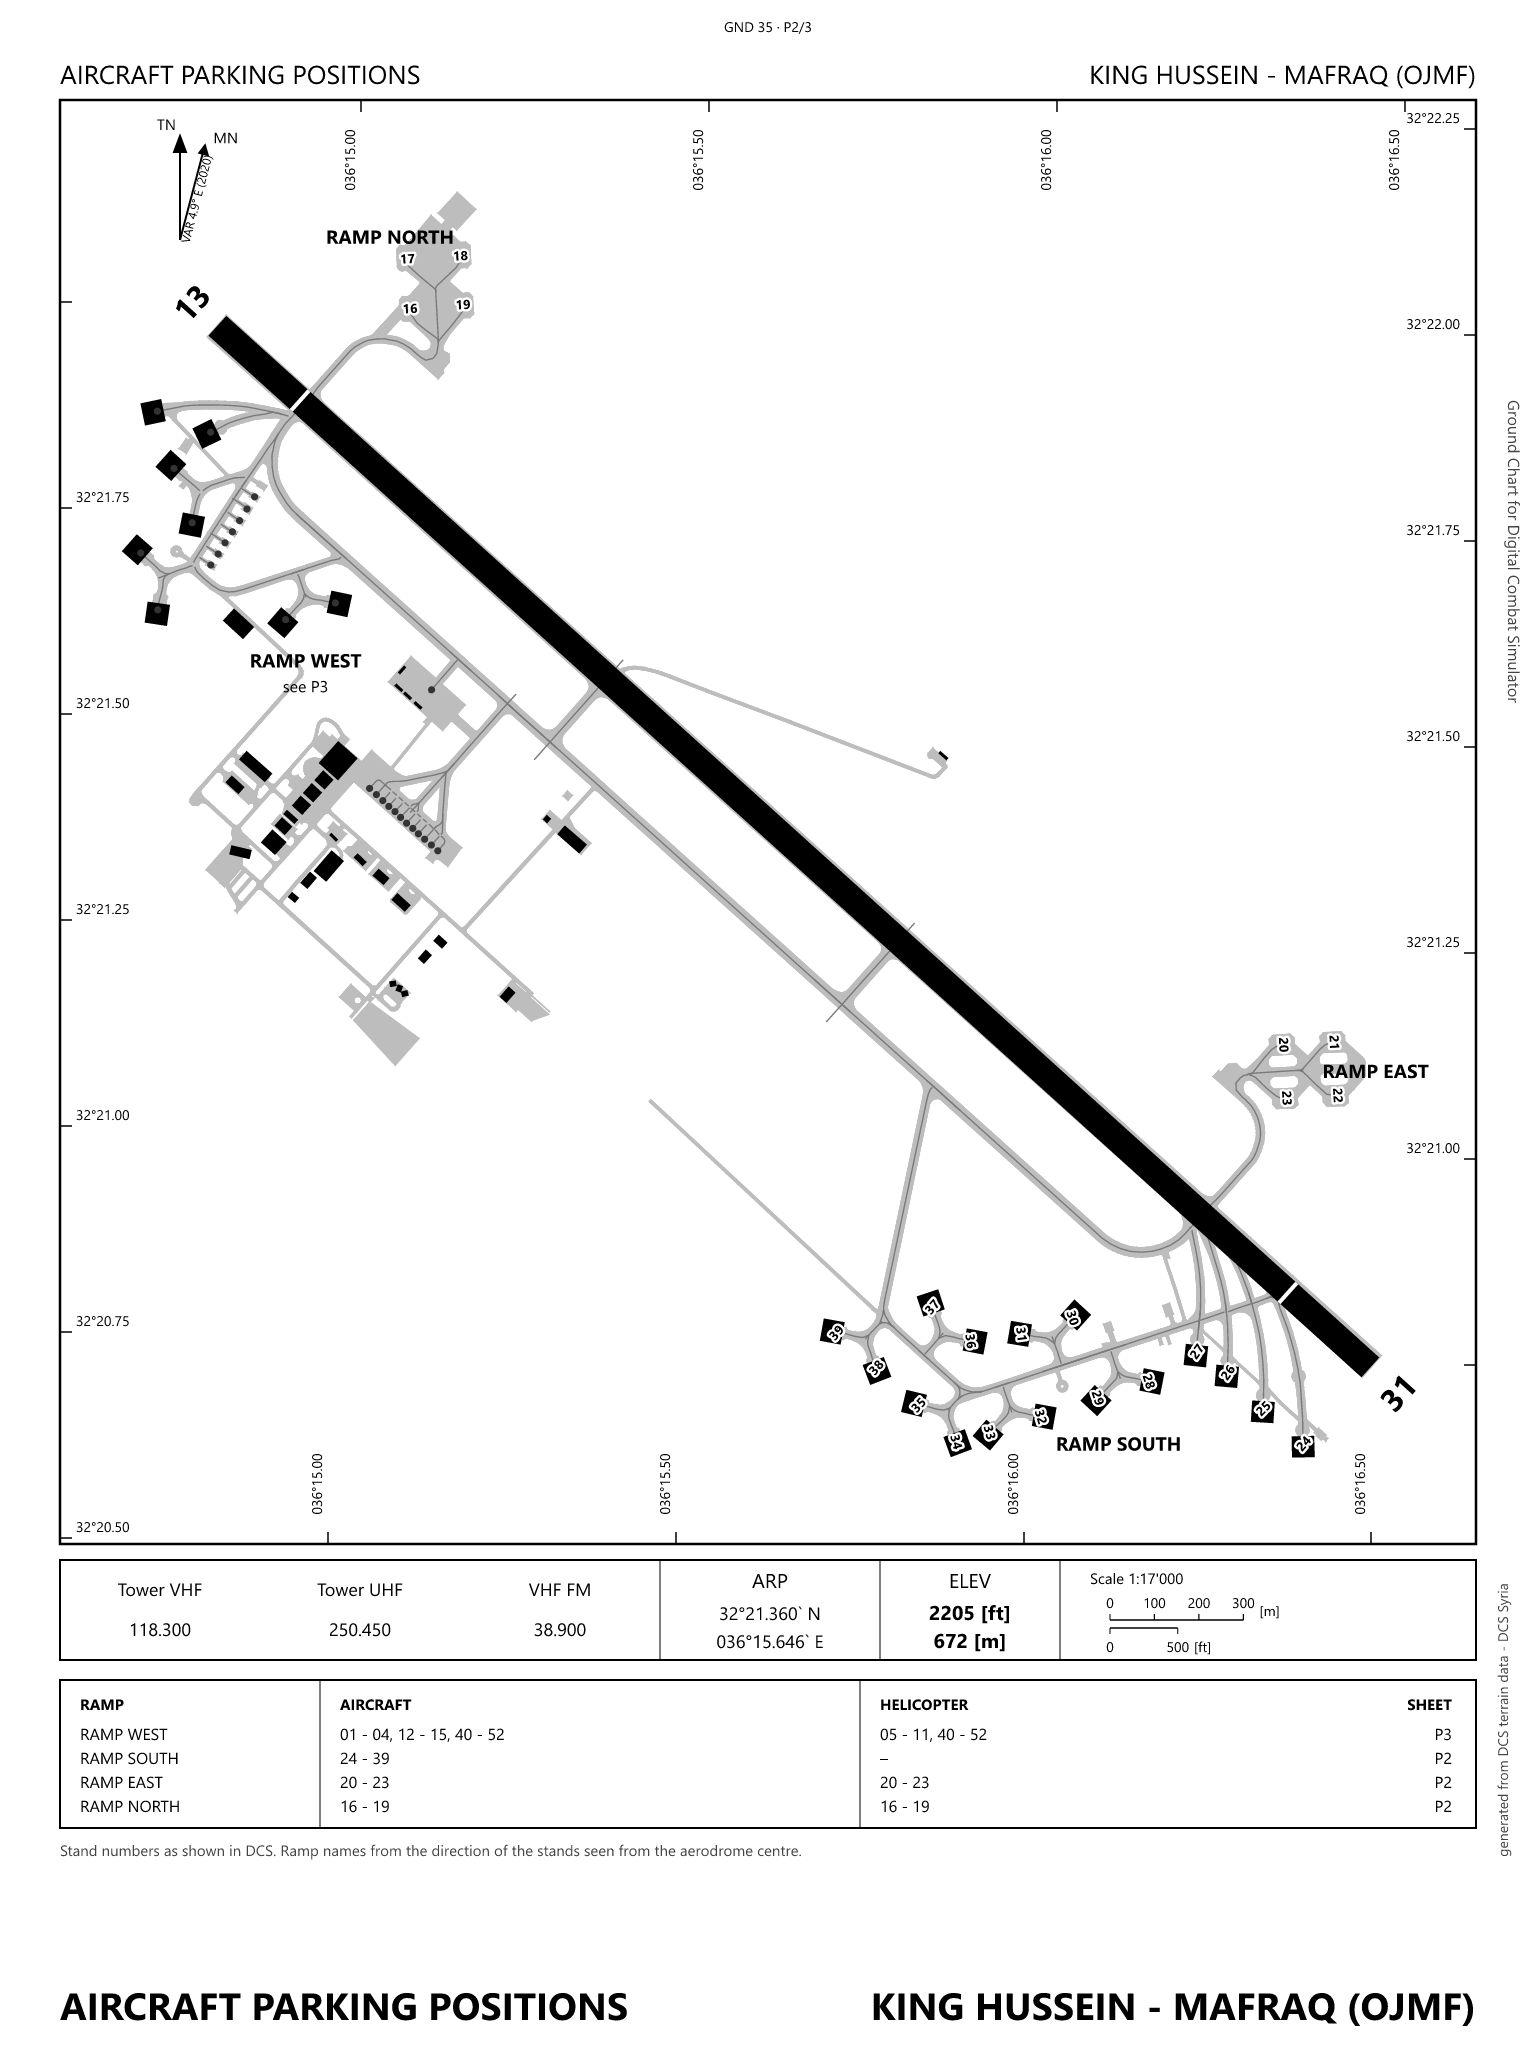 GND 35 · P2/3
AIRCRAFT PARKING POSITIONS
KING HUSSEIN - MAFRAQ (OJMF)
TN
MN
VAR 4.9° E (2020)
036°15.00
036°15.50
036°16.00
036°16.50
32°22.25
RAMP NORTH
17
18
16
19
13
32°22.00
32°21.75
32°21.75
RAMP WEST
see P3
32°21.50
32°21.50
32°21.25
32°21.25
20
21
RAMP EAST
23
22
32°21.00
32°21.00
32°20.75
39
38
37
36
35
34
33
32
31
30
29
28
27
26
25
24
31
RAMP SOUTH
036°15.00
036°15.50
036°16.00
036°16.50
32°20.50
Ground Chart for Digital Combat Simulator
Tower VHF
118.300
Tower UHF
250.450
VHF FM
38.900
ARP
32°21.360` N
036°15.646` E
ELEV
2205 [ft]
672 [m]
Scale 1:17'000
0 100 200 300 [m]
0 500 [ft]
RAMP AIRCRAFT HELICOPTER SHEET
RAMP WEST 01 - 04, 12 - 15, 40 - 52 05 - 11, 40 - 52 P3
RAMP SOUTH 24 - 39 – P2
RAMP EAST 20 - 23 20 - 23 P2
RAMP NORTH 16 - 19 16 - 19 P2
generated from DCS terrain data - DCS Syria
Stand numbers as shown in DCS. Ramp names from the direction of the stands seen from the aerodrome centre.
AIRCRAFT PARKING POSITIONS
KING HUSSEIN - MAFRAQ (OJMF)